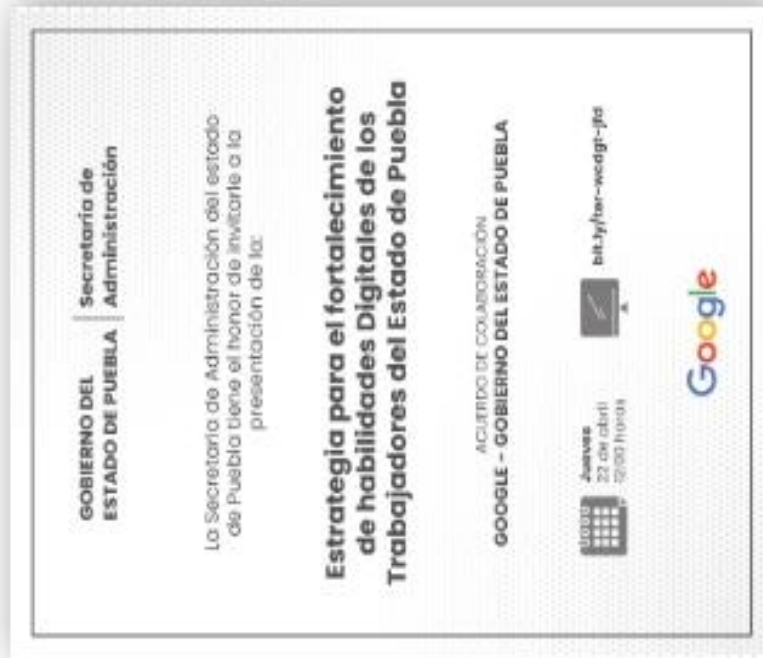 GOBIERNO DEL
ESTADO DE PUEBLA
Secretaría de
Administración
La Secretaría de Administración del estado
de Puebla tiene el honor de invitarle a la
presentación de la:
Estrategia para el fortalecimiento
de habilidades Digitales de los
Trabajadores del Estado de Puebla
ACUERDO DE COLABORACIÓN
GOOGLE - GOBIERNO DEL ESTADO DE PUEBLA
Jueves
22 de abril
12:00 horas
Google